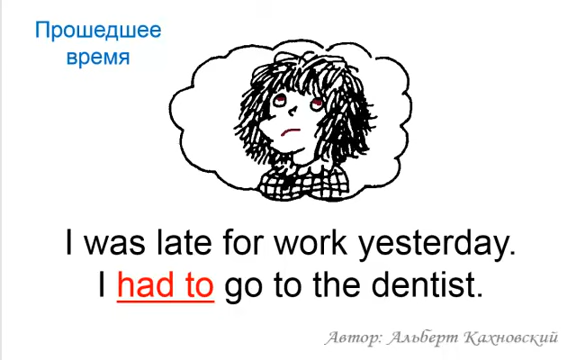 Прошедшее
время
I was late for work yesterday.
I had to go to the dentist.
Автор: Альберт Кахновский